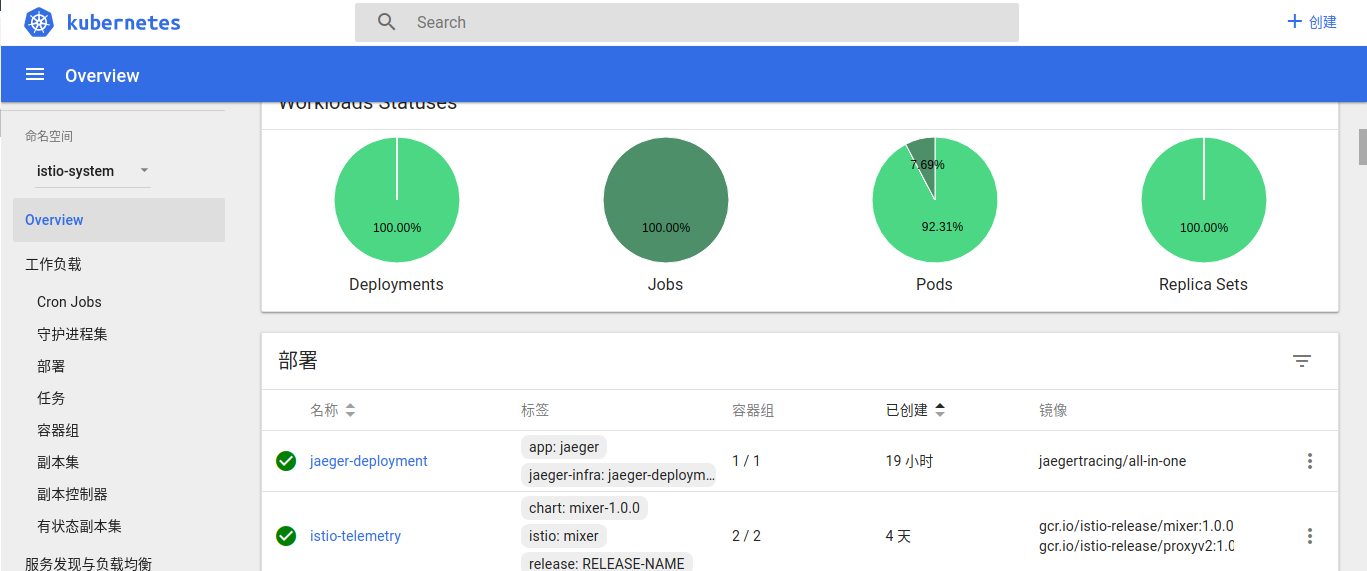 kubernetes
Search
创建
Overview
Workloads Statuses
命名空间
istio-system
Overview
工作负载
Cron Jobs
守护进程集
部署
任务
容器组
副本集
副本控制器
有状态副本集
服务发现与负载均衡
100.00%
100.00%
7.69%
92.31%
100.00%
Deployments
Jobs
Pods
Replica Sets
部署
名称
标签
容器组
已创建
镜像
jaeger-deployment
app: jaeger
jaeger-infra: jaeger-deploym...
1 / 1
19 小时
jaegertracing/all-in-one
istio-telemetry
chart: mixer-1.0.0
istio: mixer
release: RELEASE-NAME
2 / 2
4 天
gcr.io/istio-release/mixer:1.0.0
gcr.io/istio-release/proxyv2:1.0